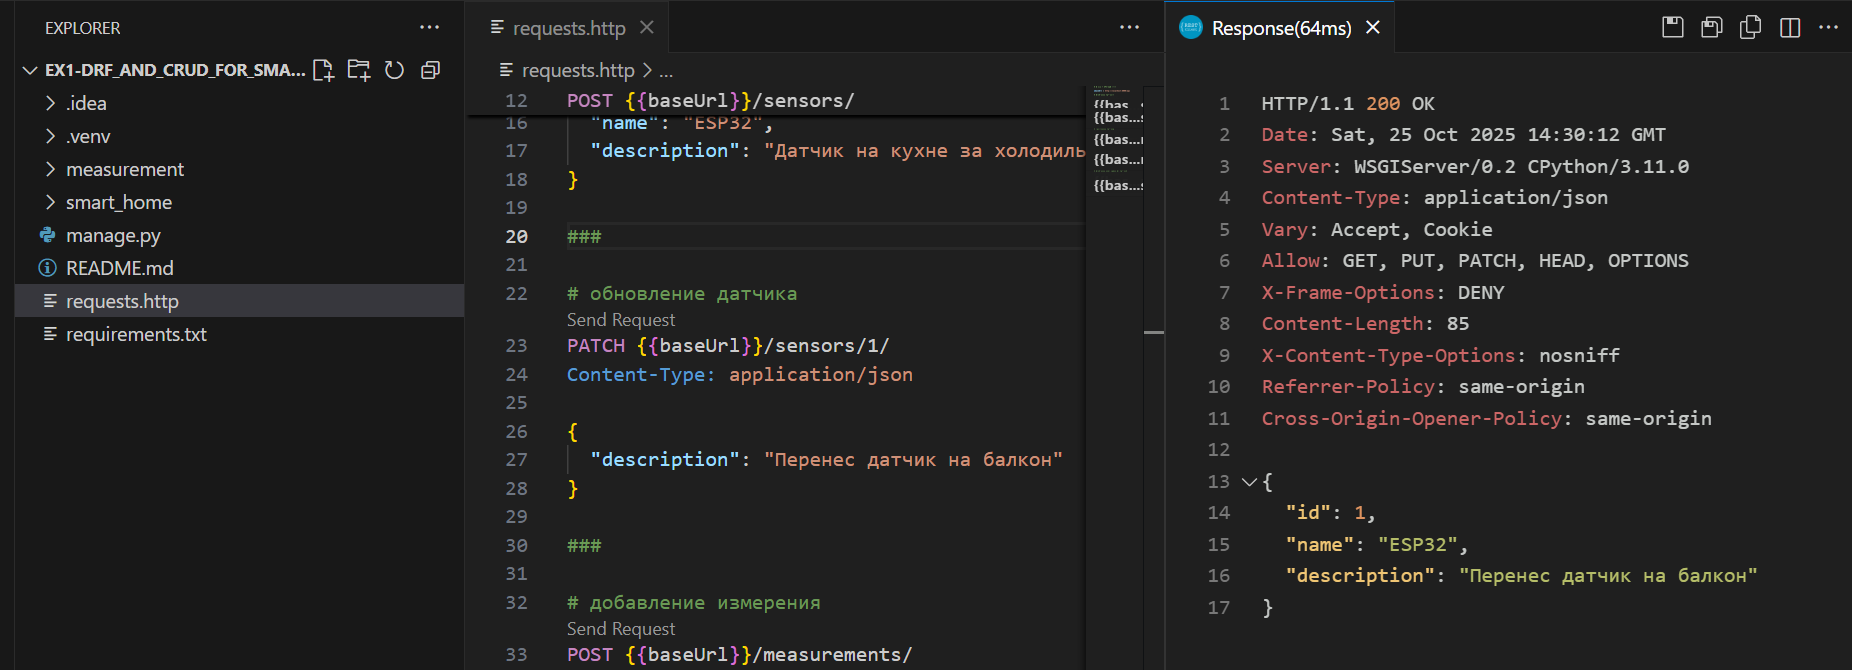 EXPLORER
EX1-DRF_AND_CRUD_FOR_SMA...
.idea
.venv
measurement
smart_home
manage.py
README.md
requests.http
requirements.txt
requests.http
requests.http > ...
12 POST {{baseUrl}}/sensors/
16 "name": "ESP32",
17 "description": "Датчик на кухне за холодиль
18 }
19
20 ###
21
22 # обновление датчика
Send Request
23 PATCH {{baseUrl}}/sensors/1/
24 Content-Type: application/json
25
26 {
27 "description": "Перенес датчик на балкон"
28 }
29
30 ###
31
32 # добавление измерения
Send Request
33 POST {{baseUrl}}/measurements/
{{bas...s
{{bas...s
{{bas...
{{bas...
{{bas...s
Response(64ms)
1 HTTP/1.1 200 OK
2 Date: Sat, 25 Oct 2025 14:30:12 GMT
3 Server: WSGIServer/0.2 CPython/3.11.0
4 Content-Type: application/json
5 Vary: Accept, Cookie
6 Allow: GET, PUT, PATCH, HEAD, OPTIONS
7 X-Frame-Options: DENY
8 Content-Length: 85
9 X-Content-Type-Options: nosniff
10 Referrer-Policy: same-origin
11 Cross-Origin-Opener-Policy: same-origin
12
13 {
14 "id": 1,
15 "name": "ESP32",
16 "description": "Перенес датчик на балкон"
17 }